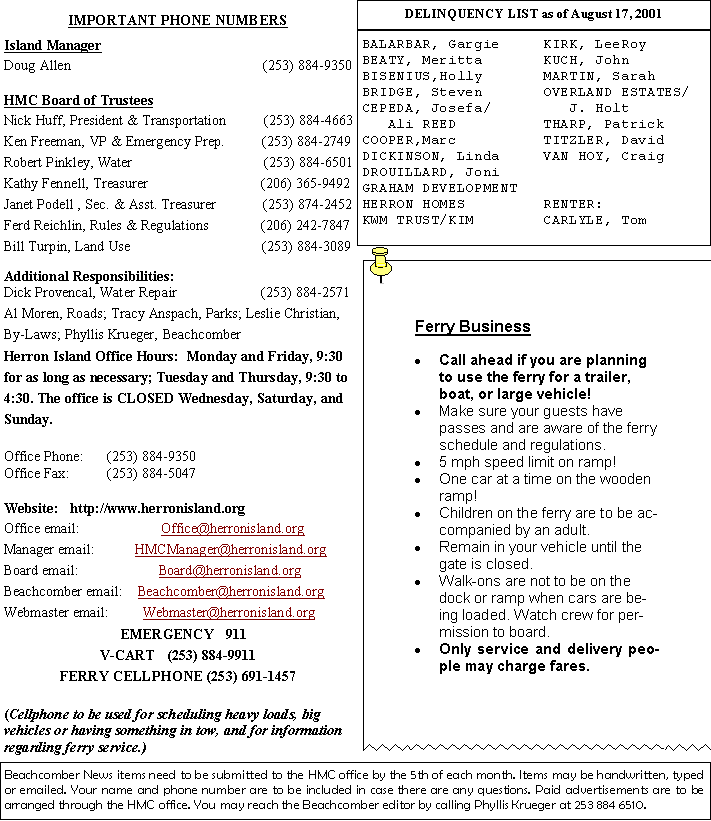 IMPORTANT PHONE NUMBERS
Island Manager
Doug Allen (253) 884-9350
HMC Board of Trustees
Nick Huff, President & Transportation (253) 884-4663
Ken Freeman, VP & Emergency Prep. (253) 884-2749
Robert Pinkley, Water (253) 884-6501
Kathy Fennell, Treasurer (206) 365-9492
Janet Podell , Sec. & Asst. Treasurer (253) 874-2452
Ferd Reichlin, Rules & Regulations (206) 242-7847
Bill Turpin, Land Use (253) 884-3089
Additional Responsibilities:
Dick Provencal, Water Repair (253) 884-2571
Al Moren, Roads; Tracy Anspach, Parks; Leslie Christian,
By-Laws; Phyllis Krueger, Beachcomber
Herron Island Office Hours: Monday and Friday, 9:30
for as long as necessary; Tuesday and Thursday, 9:30 to
4:30. The office is CLOSED Wednesday, Saturday, and
Sunday.
Office Phone: (253) 884-9350
Office Fax: (253) 884-5047
Website: http://www.herronisland.org
Office email: Office@herronisland.org
Manager email: HMCManager@herronisland.org
Board email: Board@herronisland.org
Beachcomber email: Beachcomber@herronisland.org
Webmaster email: Webmaster@herronisland.org
EMERGENCY 911
V-CART (253) 884-9911
FERRY CELLPHONE (253) 691-1457
(Cellphone to be used for scheduling heavy loads, big
vehicles or having something in tow, and for information
regarding ferry service.)
DELINQUENCY LIST as of August 17, 2001
BALARBAR, Gargie
BEATY, Meritta
BISENIUS,Holly
BRIDGE, Steven
CEPEDA, Josefa/
Ali REED
COOPER,Marc
DICKINSON, Linda
DROUILLARD, Joni
GRAHAM DEVELOPMENT
HERRON HOMES
KWM TRUST/KIM
KIRK, LeeRoy
KUCH, John
MARTIN, Sarah
OVERLAND ESTATES/
J. Holt
THARP, Patrick
TITZLER, David
VAN HOY, Craig
RENTER:
CARLYLE, Tom
Ferry Business
• Call ahead if you are planning
to use the ferry for a trailer,
boat, or large vehicle!
• Make sure your guests have
passes and are aware of the ferry
schedule and regulations.
• 5 mph speed limit on ramp!
• One car at a time on the wooden
ramp!
• Children on the ferry are to be ac-
companied by an adult.
• Remain in your vehicle until the
gate is closed.
• Walk-ons are not to be on the
dock or ramp when cars are be-
ing loaded. Watch crew for per-
mission to board.
• Only service and delivery peo-
ple may charge fares.
Beachcomber News items need to be submitted to the HMC office by the 5th of each month. Items may be handwritten, typed
or emailed. Your name and phone number are to be included in case there are any questions. Paid advertisements are to be
arranged through the HMC office. You may reach the Beachcomber editor by calling Phyllis Krueger at 253 884 6510.